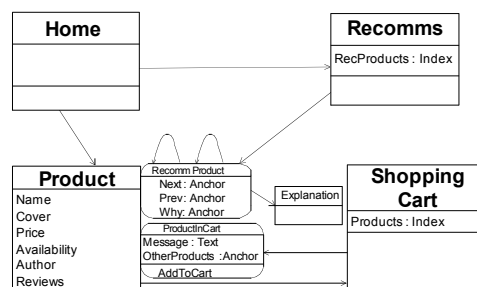 Home
Recomms
RecProducts : Index
Product
Name
Cover
Price
Availability
Author
Reviews
Recomm Product
Next : Anchor
Prev: Anchor
Why: Anchor
ProductInCart
Message : Text
OtherProducts :Anchor
AddToCart
Explanation
Shopping
Cart
Products : Index